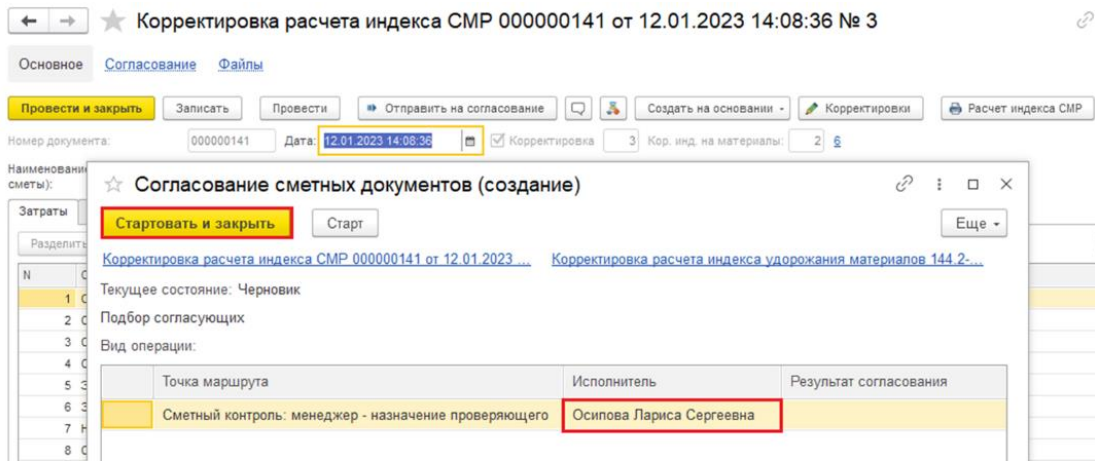 Корректировка расчета индекса СМР 000000141 от 12.01.2023 14:08:36 № 3
Основное Согласование Файлы
Провести и закрыть Записать Провести Отправить на согласование Создать на основании Корректировки Расчет индекса СМР
Номер документа: 000000141 Дата: 12.01.2023 14:08:36 Корректировка 3 Кор. инд. на материалы: 2 6
сметы):
Согласование сметных документов (создание)
Затраты
Стартовать и закрыть Старт Еще
Корректировка расчета индекса СМР 000000141 от 12.01.2023 ... Корректировка расчета индекса удорожания материалов 144.2-...
N
Текущее состояние: Черновик
1
Подбор согласующих
2
3
Вид операции:
4
Точка маршрута Исполнитель Результат согласования
5
6
Сметный контроль: менеджер - назначение проверяющего Осипова Лариса Сергеевна
7
8